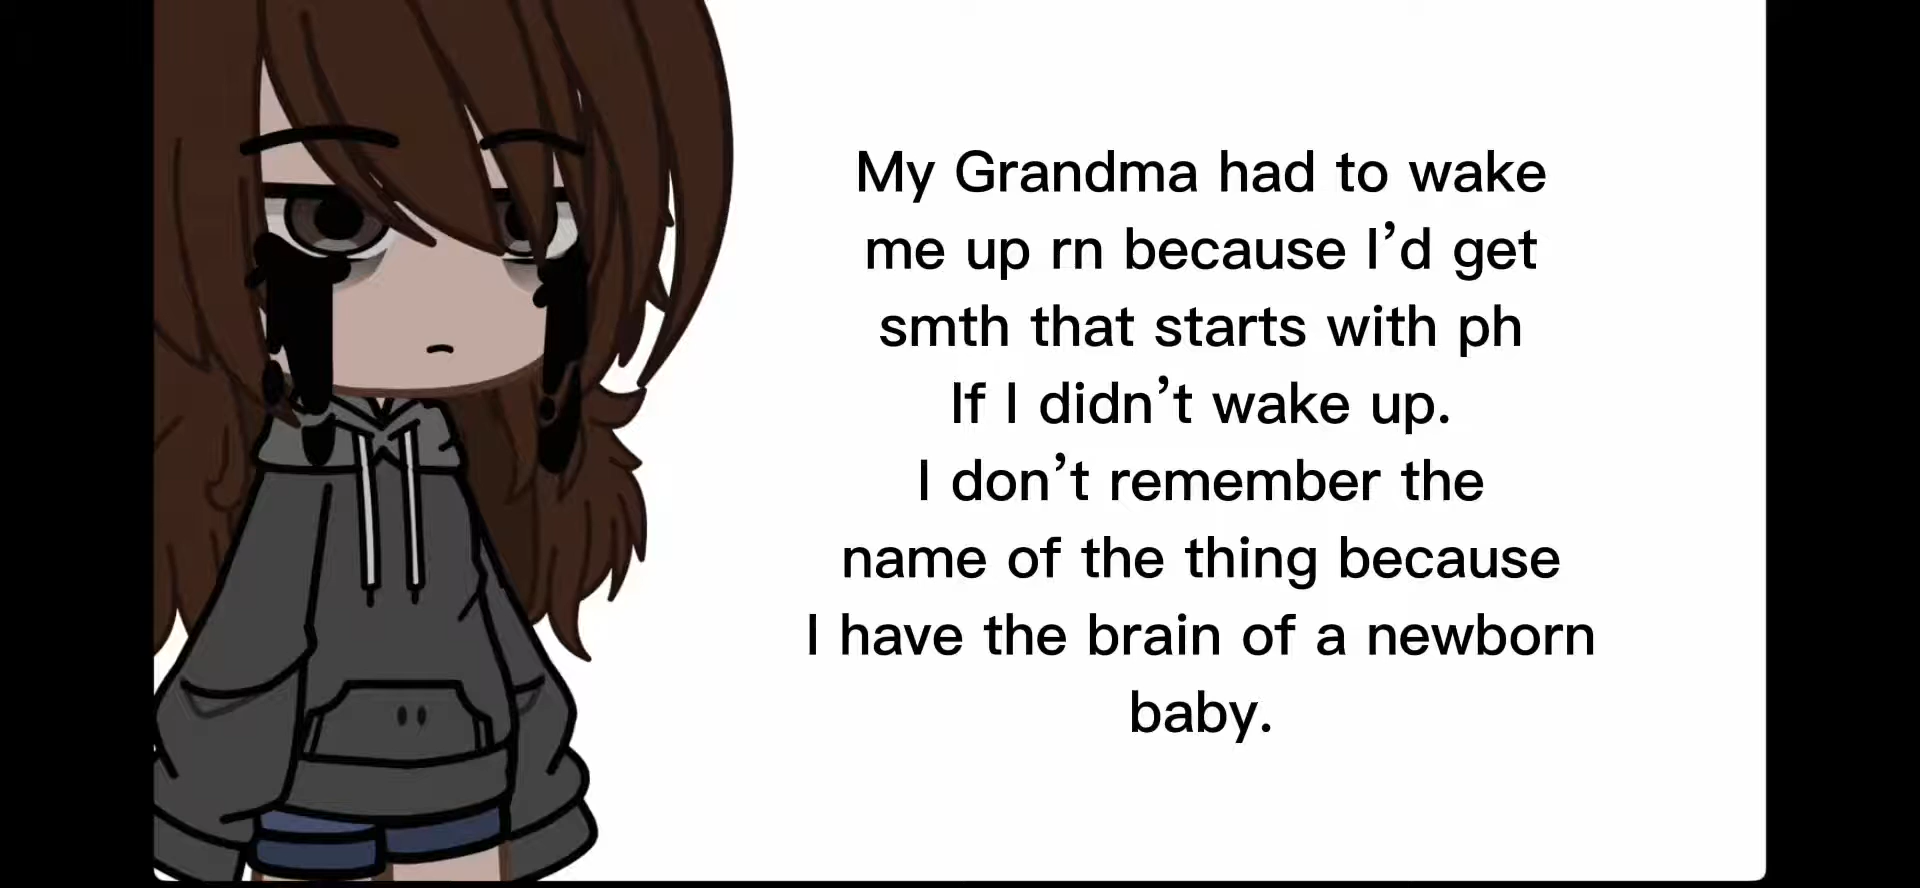 My Grandma had to wake
me up rn because I’d get
smth that starts with ph
If I didn’t wake up.
I don’t remember the
name of the thing because
I have the brain of a newborn
baby.